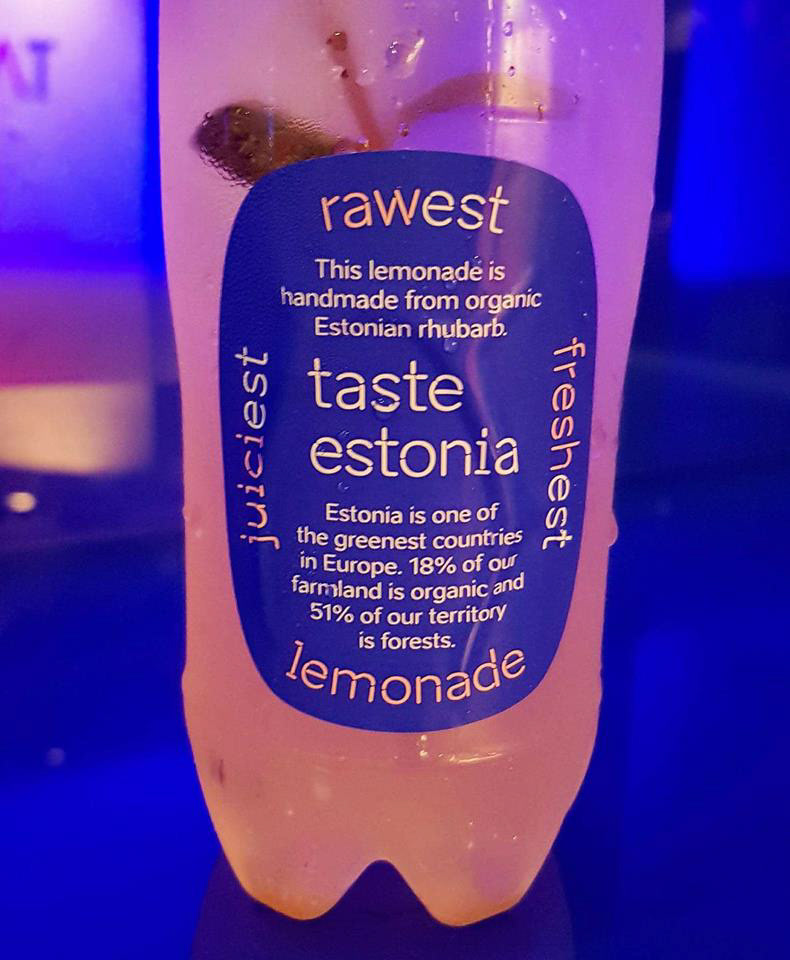 rawest
This lemonade is
handmade from organic
Estonian rhubarb.
juiciest
taste
estonia
freshest
Estonia is one of
the greenest countries
in Europe. 18% of our
farmland is organic and
51% of our territory
is forests.
lemonade